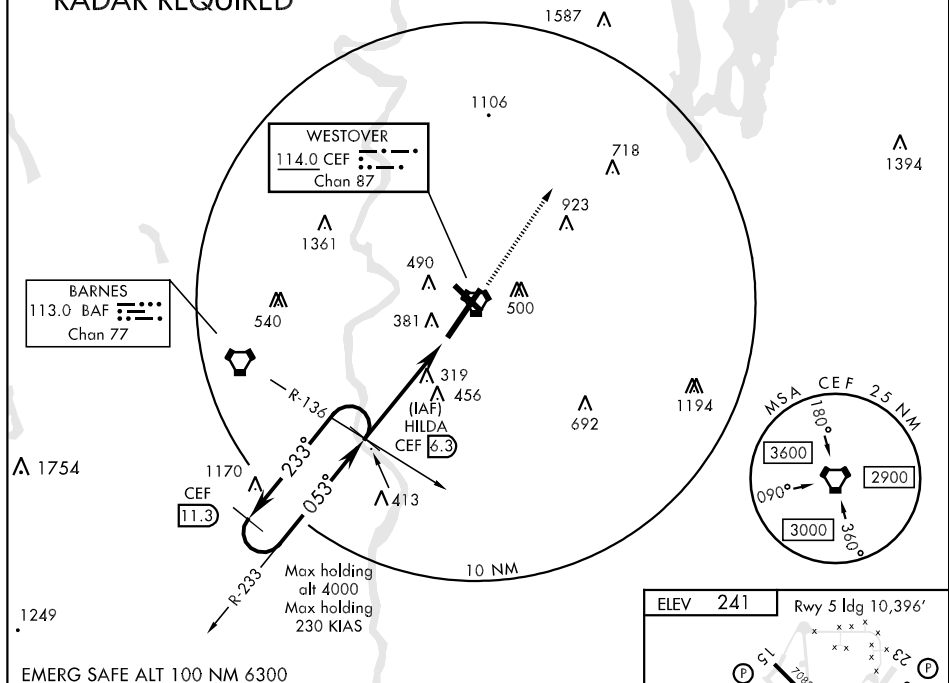 RADAR REQUIRED
1587
1106
WESTOVER
114.0 CEF
Chan 87
718
1394
923
1361
490
500
540
381
BARNES
113.0 BAF
Chan 77
319
456
R-136
(IAF)
HILDA
CEF 6.3
692
1194
MSA CEF 25 NM
180°
3600
2900
090°
3000
360°
1754
1170
233°
053°
CEF
11.3
413
R-233
10 NM
Max holding
alt 4000
Max holding
230 KIAS
1249
EMERG SAFE ALT 100 NM 6300
ELEV 241
Rwy 5 ldg 10,396'
15
23
P
P